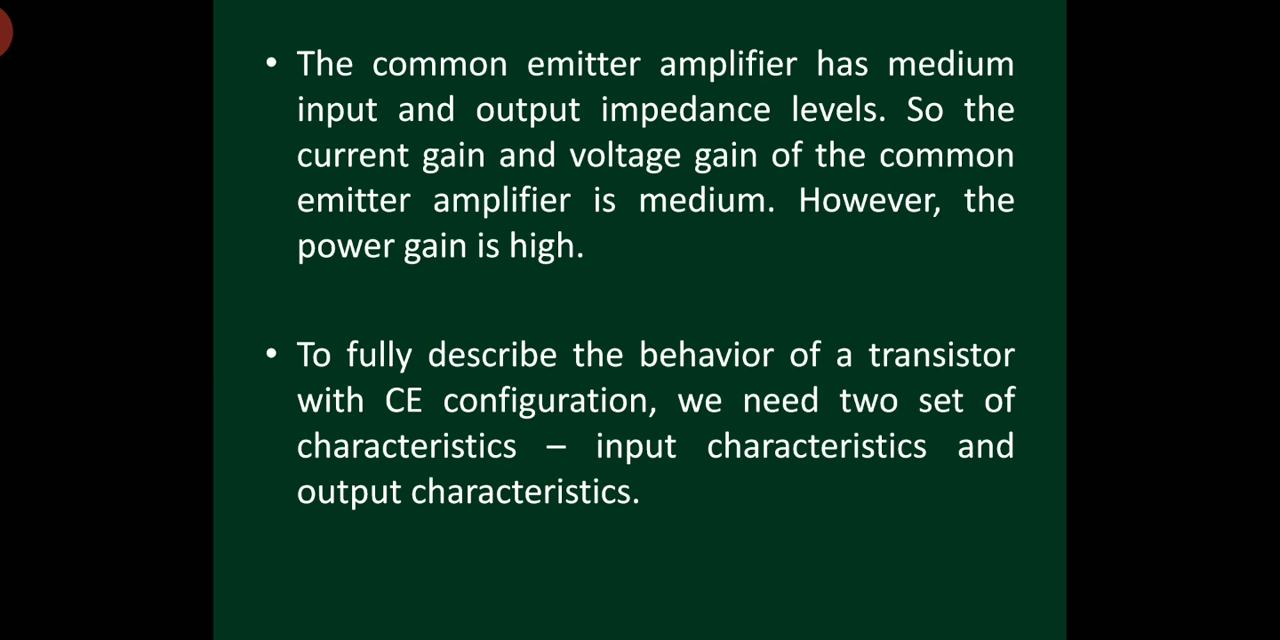 • The common emitter amplifier has medium
input and output impedance levels. So the
current gain and voltage gain of the common
emitter amplifier is medium. However, the
power gain is high.
• To fully describe the behavior of a transistor
with CE configuration, we need two set of
characteristics – input characteristics and
output characteristics.